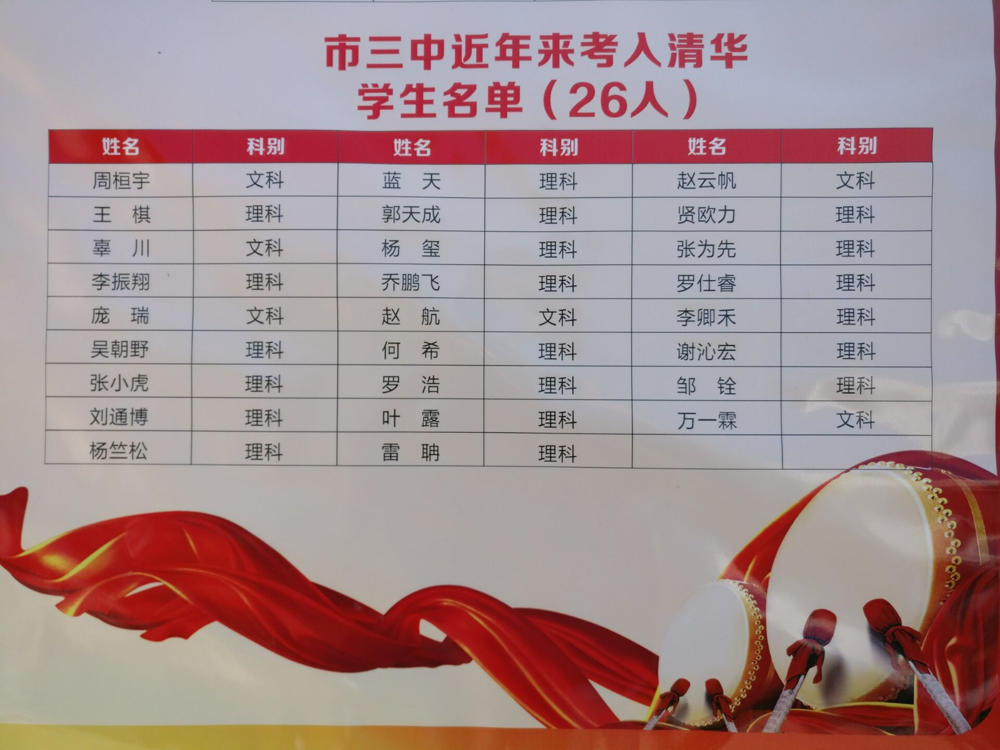 市三中近年来考入清华
学生名单（26人）
姓名 科别 姓名 科别 姓名 科别
周桓宇 文科 蓝 天 理科 赵云帆 文科
王 棋 理科 郭天成 理科 贤欧力 理科
辜 川 文科 杨 玺 理科 张为先 理科
李振翔 理科 乔鹏飞 理科 罗仕睿 理科
庞 瑞 文科 赵 航 文科 李卿禾 理科
吴朝野 理科 何 希 理科 谢沁宏 理科
张小虎 理科 罗 浩 理科 邹 铨 理科
刘通博 理科 叶 露 理科 万一霖 文科
杨竺松 理科 雷 聃 理科